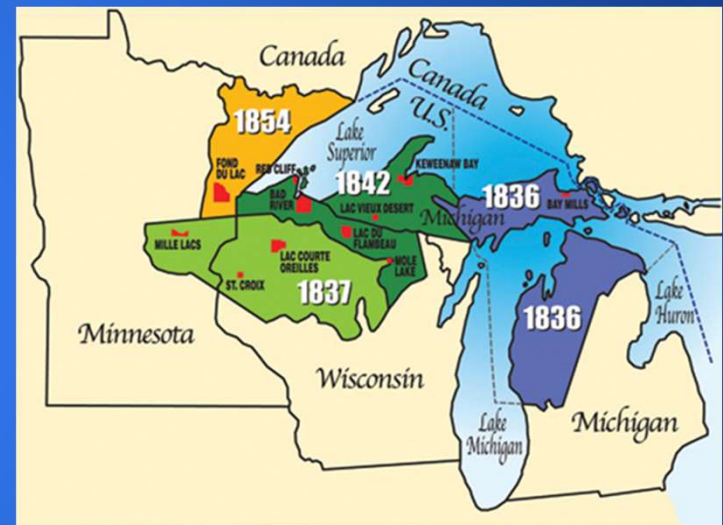 Canada
Canada
U.S.
1854
Lake
Superior
FOND
DU LAC
RED CLIFF
BAD
RIVER
1842
KEWEENAW BAY
LAC VIEUX DESERT
Michigan
1836
BAY MILLS
MILLE LACS
LAC DU
FLAMBEAU
LAC COURTE
OREILLES
MOLE
LAKE
ST. CROIX
1837
1836
Lake
Huron
Minnesota
Wisconsin
Lake
Michigan
Michigan